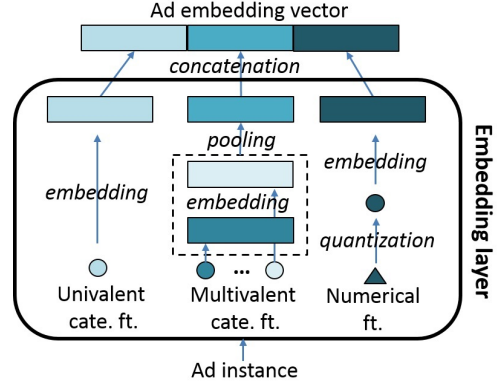 Ad embedding vector
concatenation
pooling
embedding
embedding
embedding
quantization
...
Univalent
cate. ft.
Multivalent
cate. ft.
Numerical
ft.
Embedding layer
Ad instance